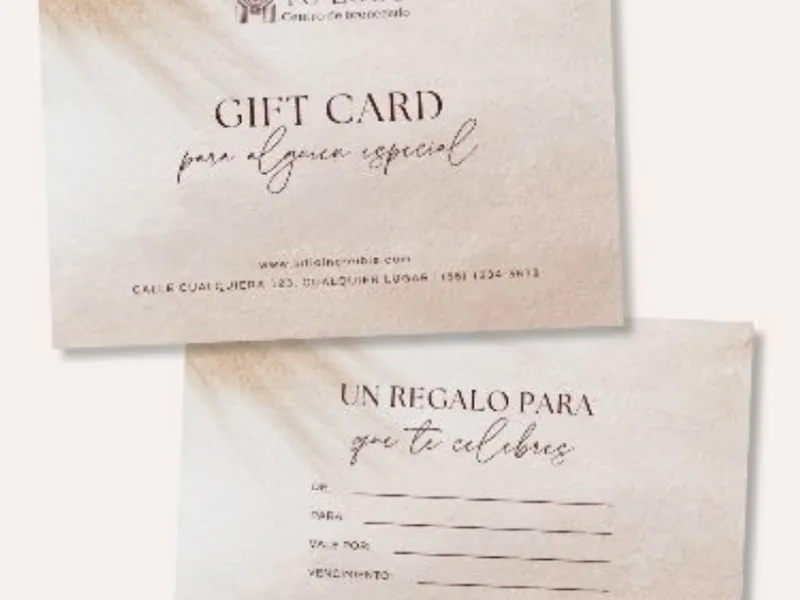 Centro de bronceado
GIFT CARD
para alguien especial
www.sitioincreible.com
CALLE CUALQUIERA 123, CUALQUIER LUGAR | (55) 1234-5678
UN REGALO PARA
que te celebres
DE:
PARA:
VALE POR:
VENCIMIENTO: